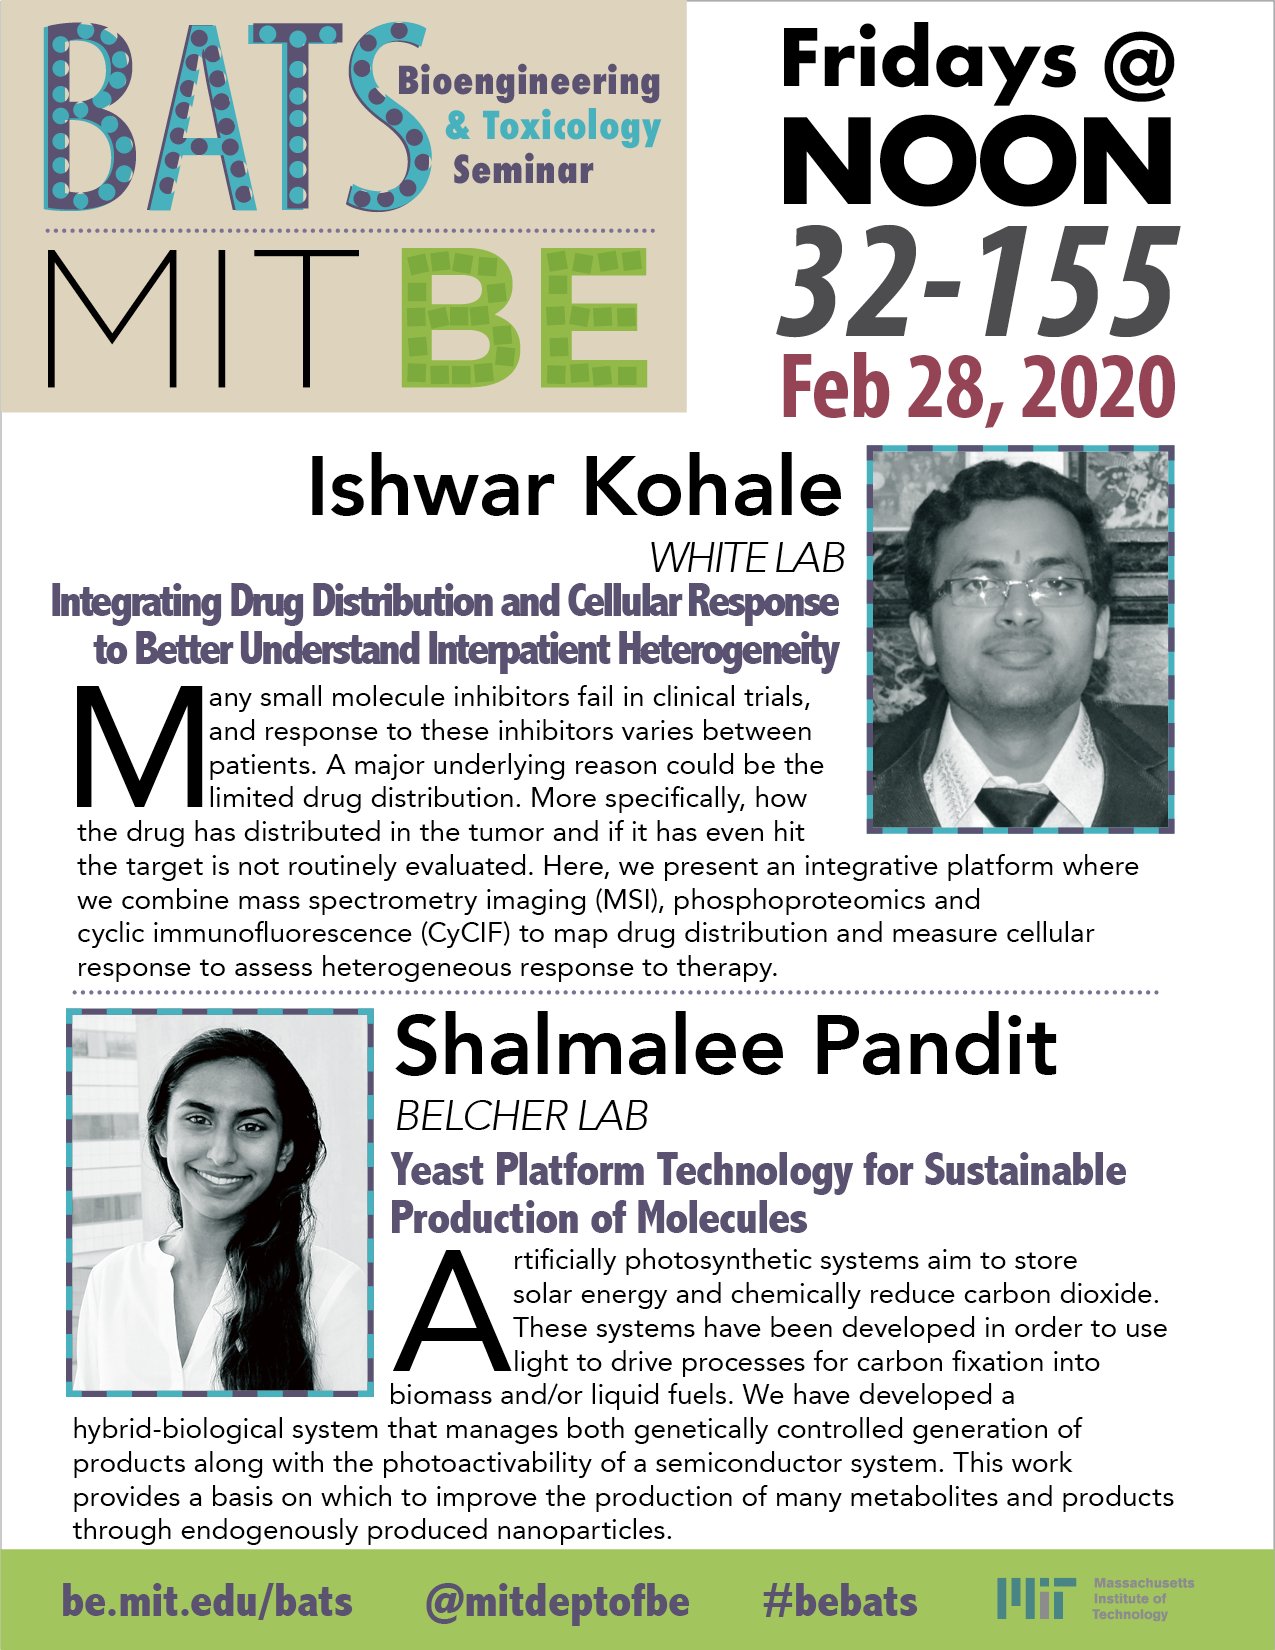 BATS
Bioengineering
& Toxicology
Seminar
MIT BE
Fridays @
NOON
32-155
Feb 28, 2020
Ishwar Kohale
WHITE LAB
Integrating Drug Distribution and Cellular Response
to Better Understand Interpatient Heterogeneity
Many small molecule inhibitors fail in clinical trials,
and response to these inhibitors varies between
patients. A major underlying reason could be the
limited drug distribution. More specifically, how
the drug has distributed in the tumor and if it has even hit
the target is not routinely evaluated. Here, we present an integrative platform where
we combine mass spectrometry imaging (MSI), phosphoproteomics and
cyclic immunofluorescence (CyCIF) to map drug distribution and measure cellular
response to assess heterogeneous response to therapy.
Shalmalee Pandit
BELCHER LAB
Yeast Platform Technology for Sustainable
Production of Molecules
Artificially photosynthetic systems aim to store
solar energy and chemically reduce carbon dioxide.
These systems have been developed in order to use
light to drive processes for carbon fixation into
biomass and/or liquid fuels. We have developed a
hybrid-biological system that manages both genetically controlled generation of
products along with the photoactivability of a semiconductor system. This work
provides a basis on which to improve the production of many metabolites and products
through endogenously produced nanoparticles.
be.mit.edu/bats
@mitdeptofbe
#bebats
MIT
Massachusetts
Institute of
Technology